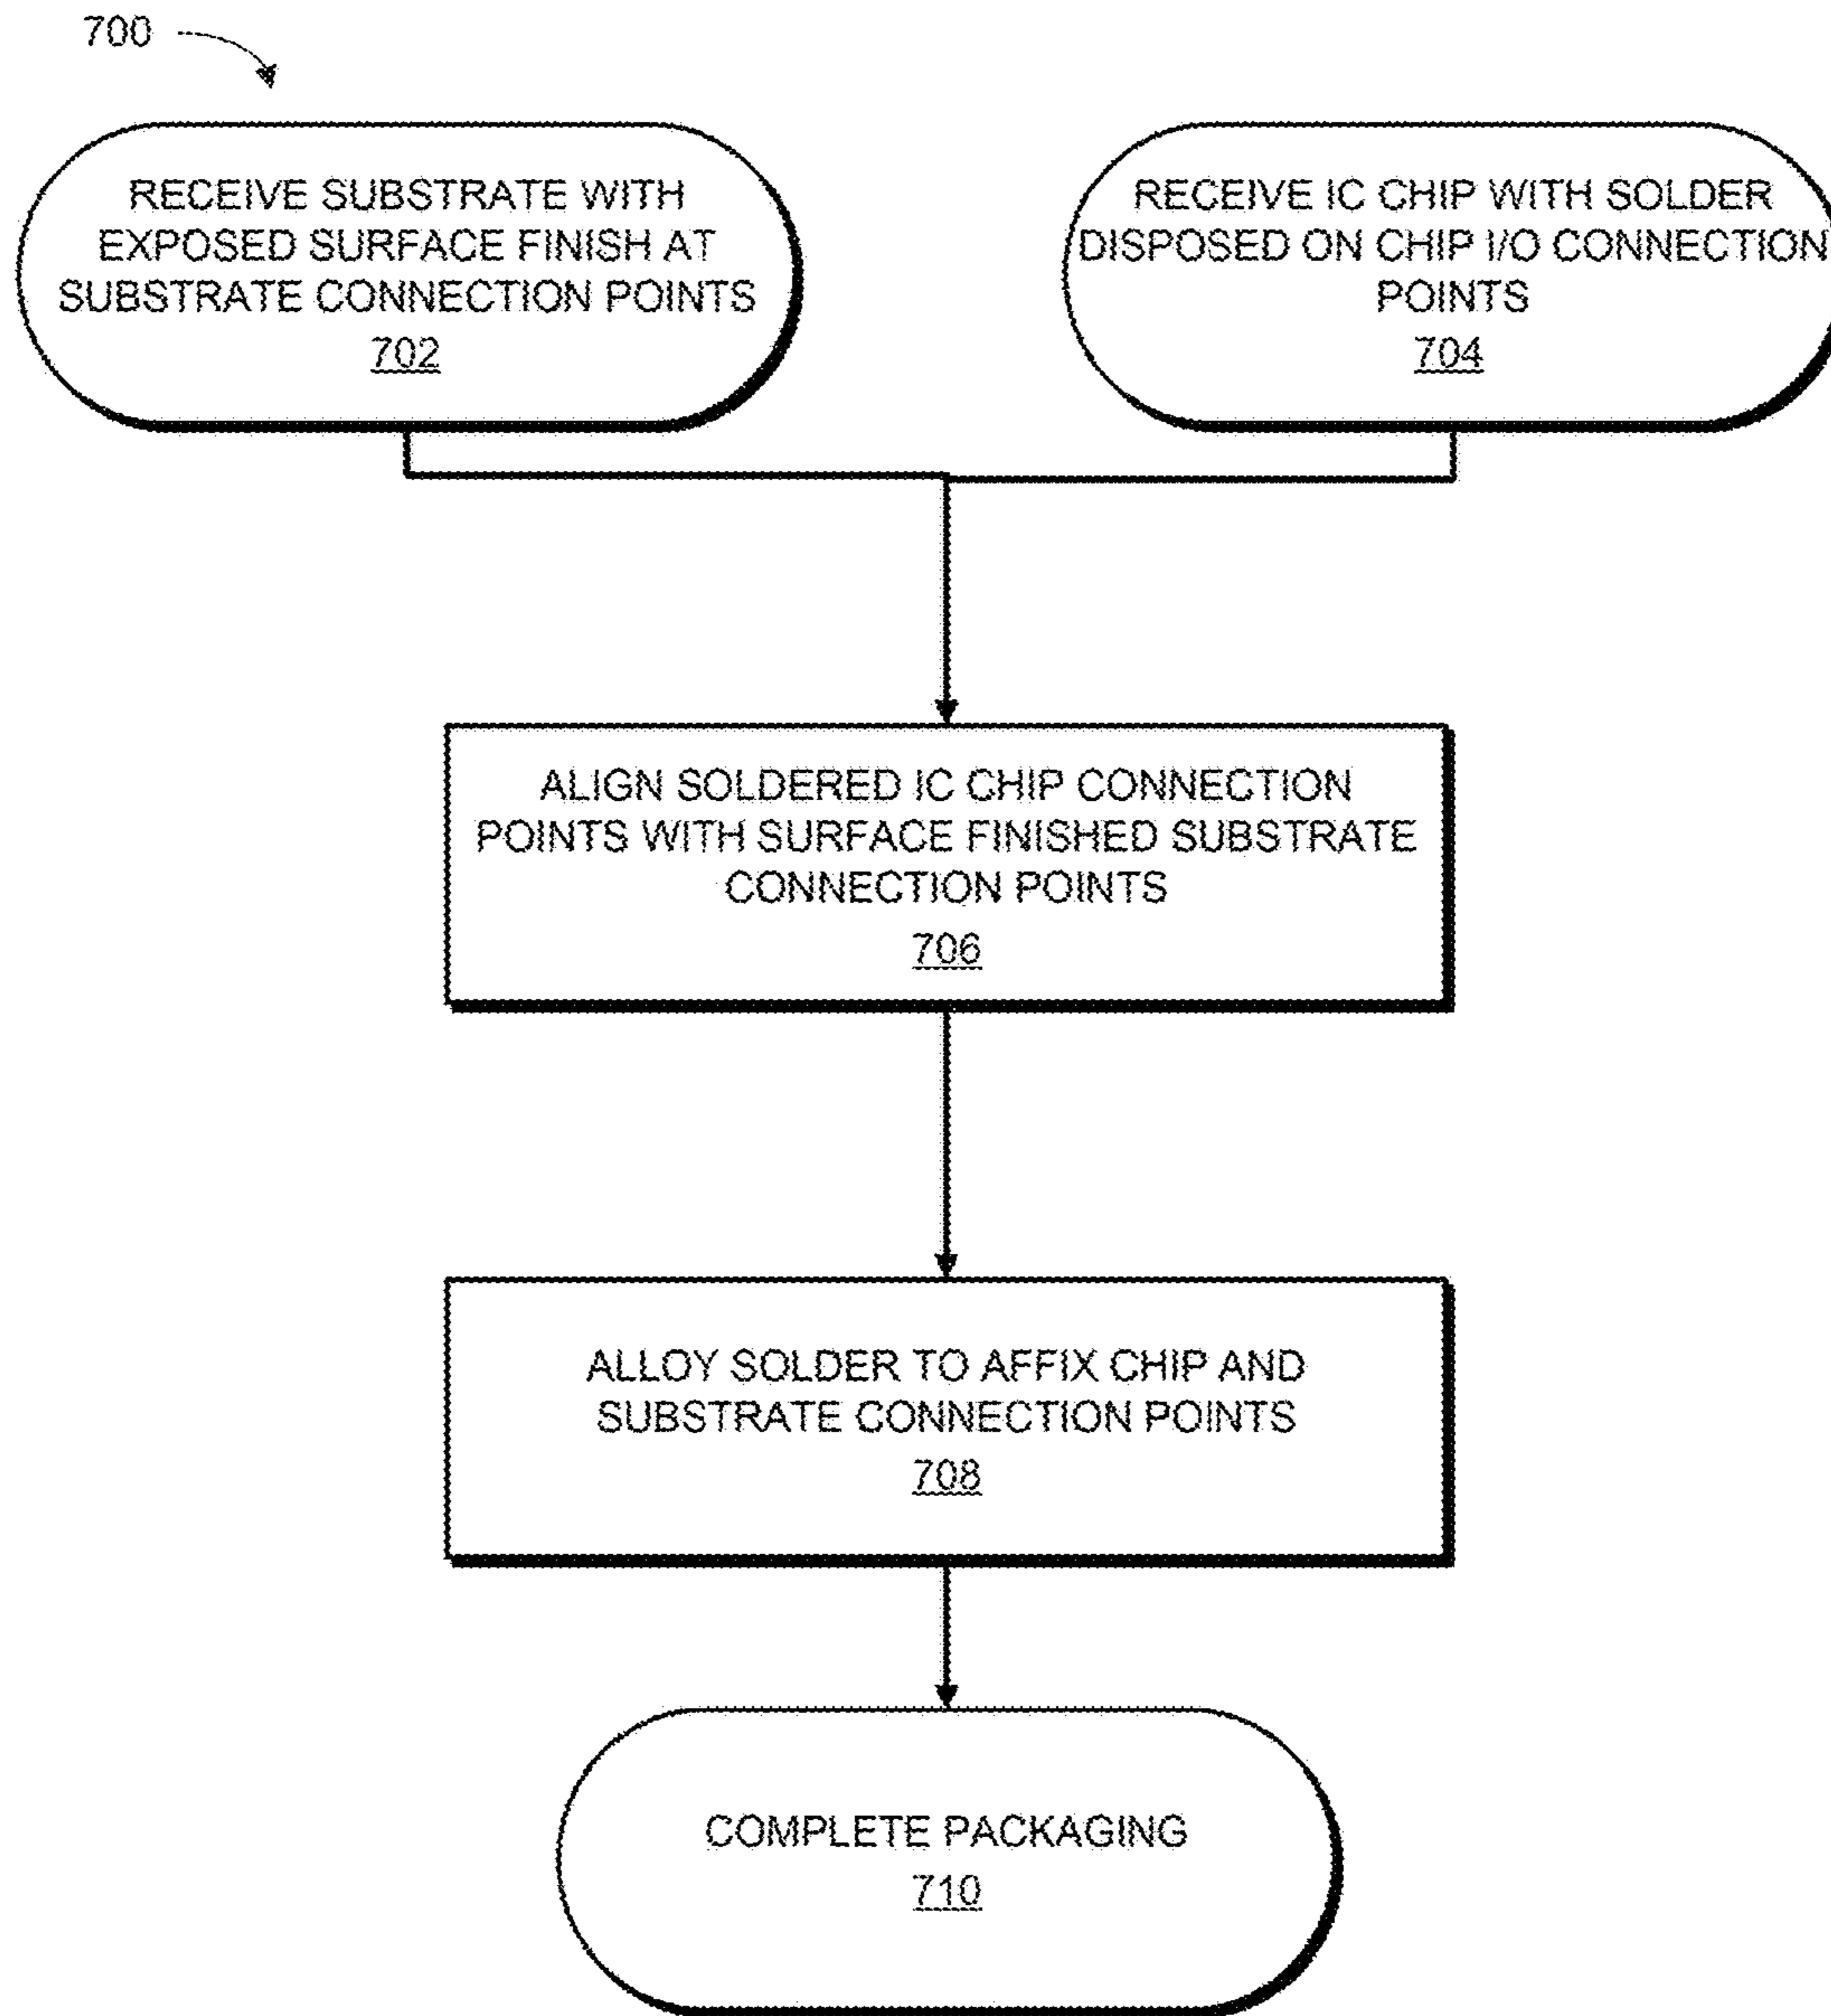 700
RECEIVE SUBSTRATE WITH
EXPOSED SURFACE FINISH AT
SUBSTRATE CONNECTION POINTS
702
RECEIVE IC CHIP WITH SOLDER
DISPOSED ON CHIP I/O CONNECTION
POINTS
704
ALIGN SOLDERED IC CHIP CONNECTION
POINTS WITH SURFACE FINISHED SUBSTRATE
CONNECTION POINTS
706
ALLOY SOLDER TO AFFIX CHIP AND
SUBSTRATE CONNECTION POINTS
708
COMPLETE PACKAGING
710